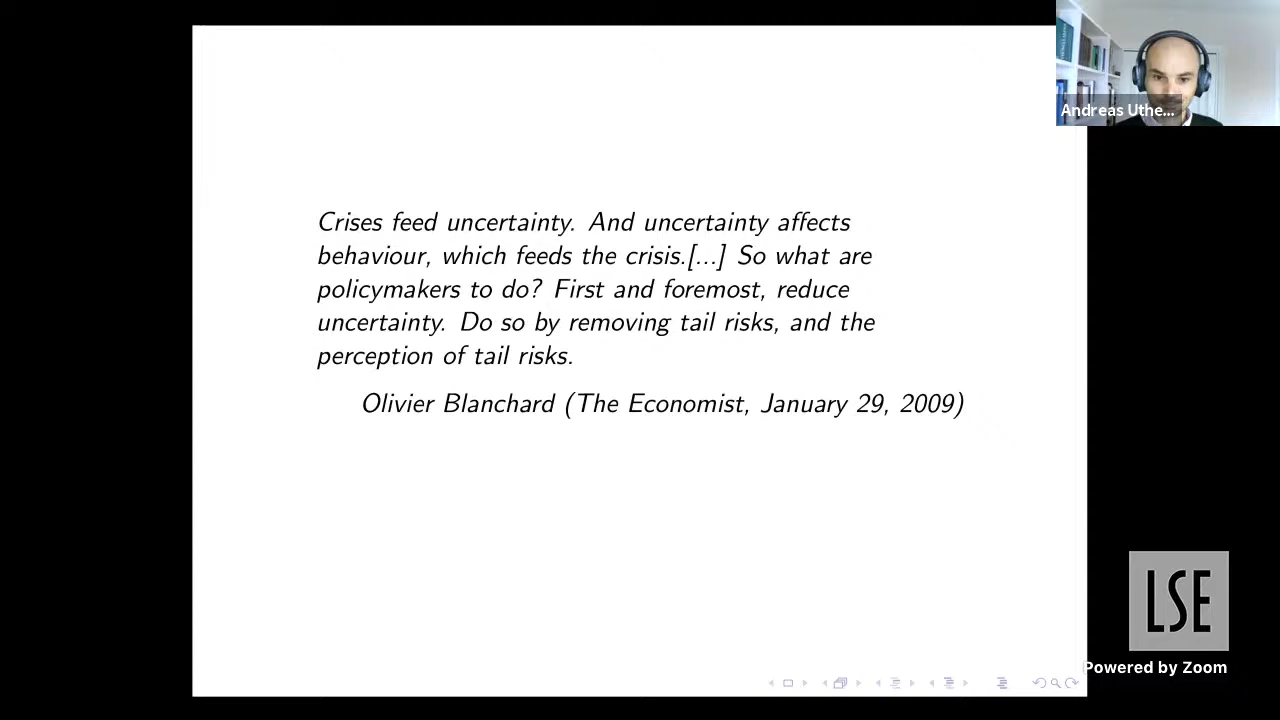 Andreas Uthe...
Crises feed uncertainty. And uncertainty affects
behaviour, which feeds the crisis.[...] So what are
policymakers to do? First and foremost, reduce
uncertainty. Do so by removing tail risks, and the
perception of tail risks.
Olivier Blanchard (The Economist, January 29, 2009)
LSE
Powered by Zoom